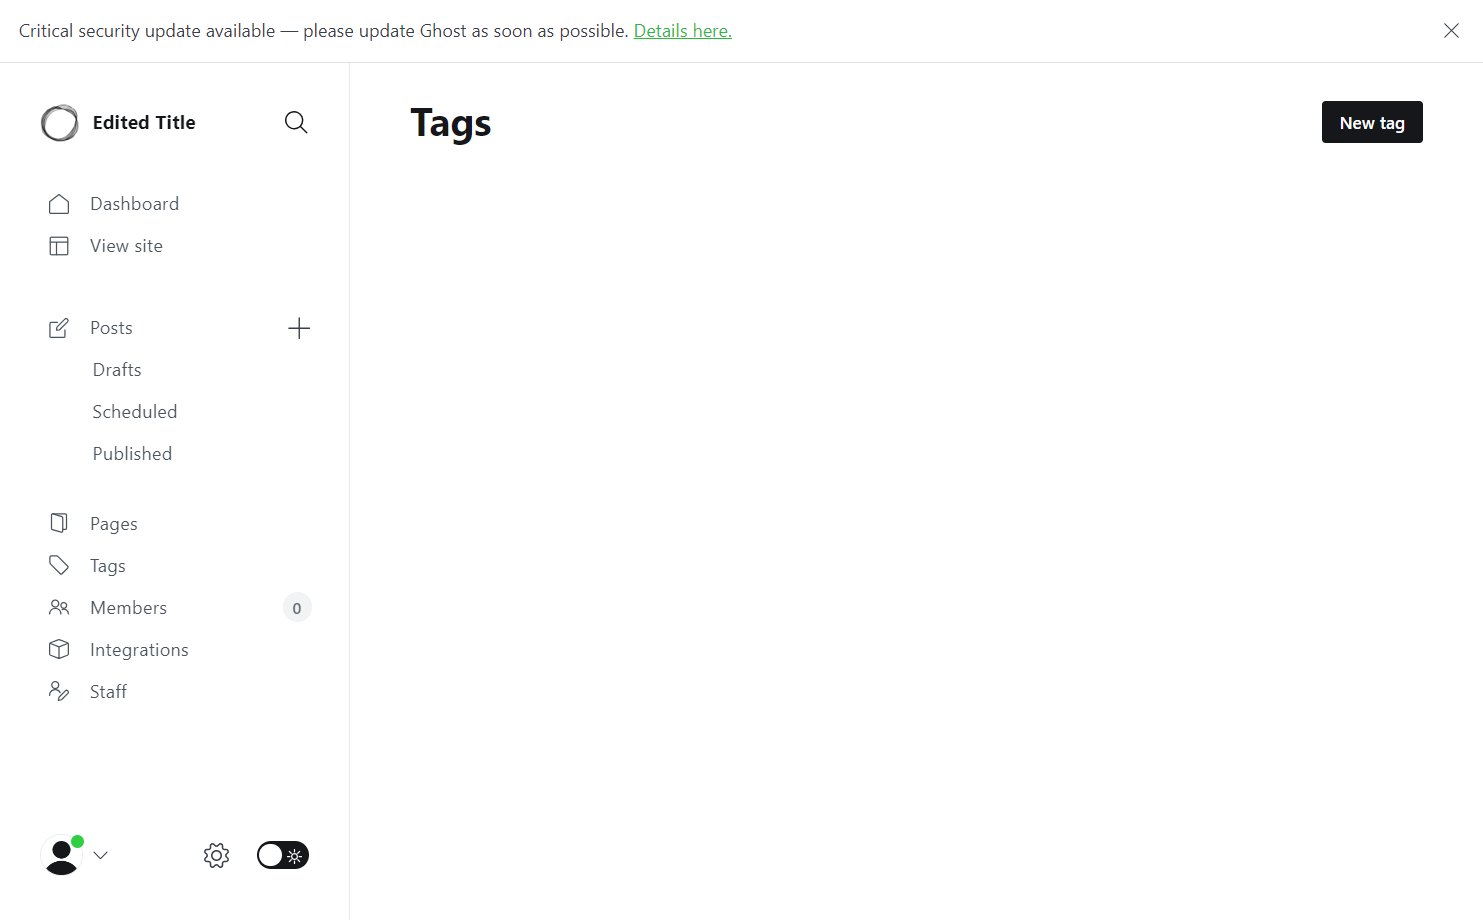 Critical security update available — please update Ghost as soon as possible. Details here.
Edited Title
Tags
New tag
Dashboard
View site
Posts
Drafts
Scheduled
Published
Pages
Tags
Members 0
Integrations
Staff